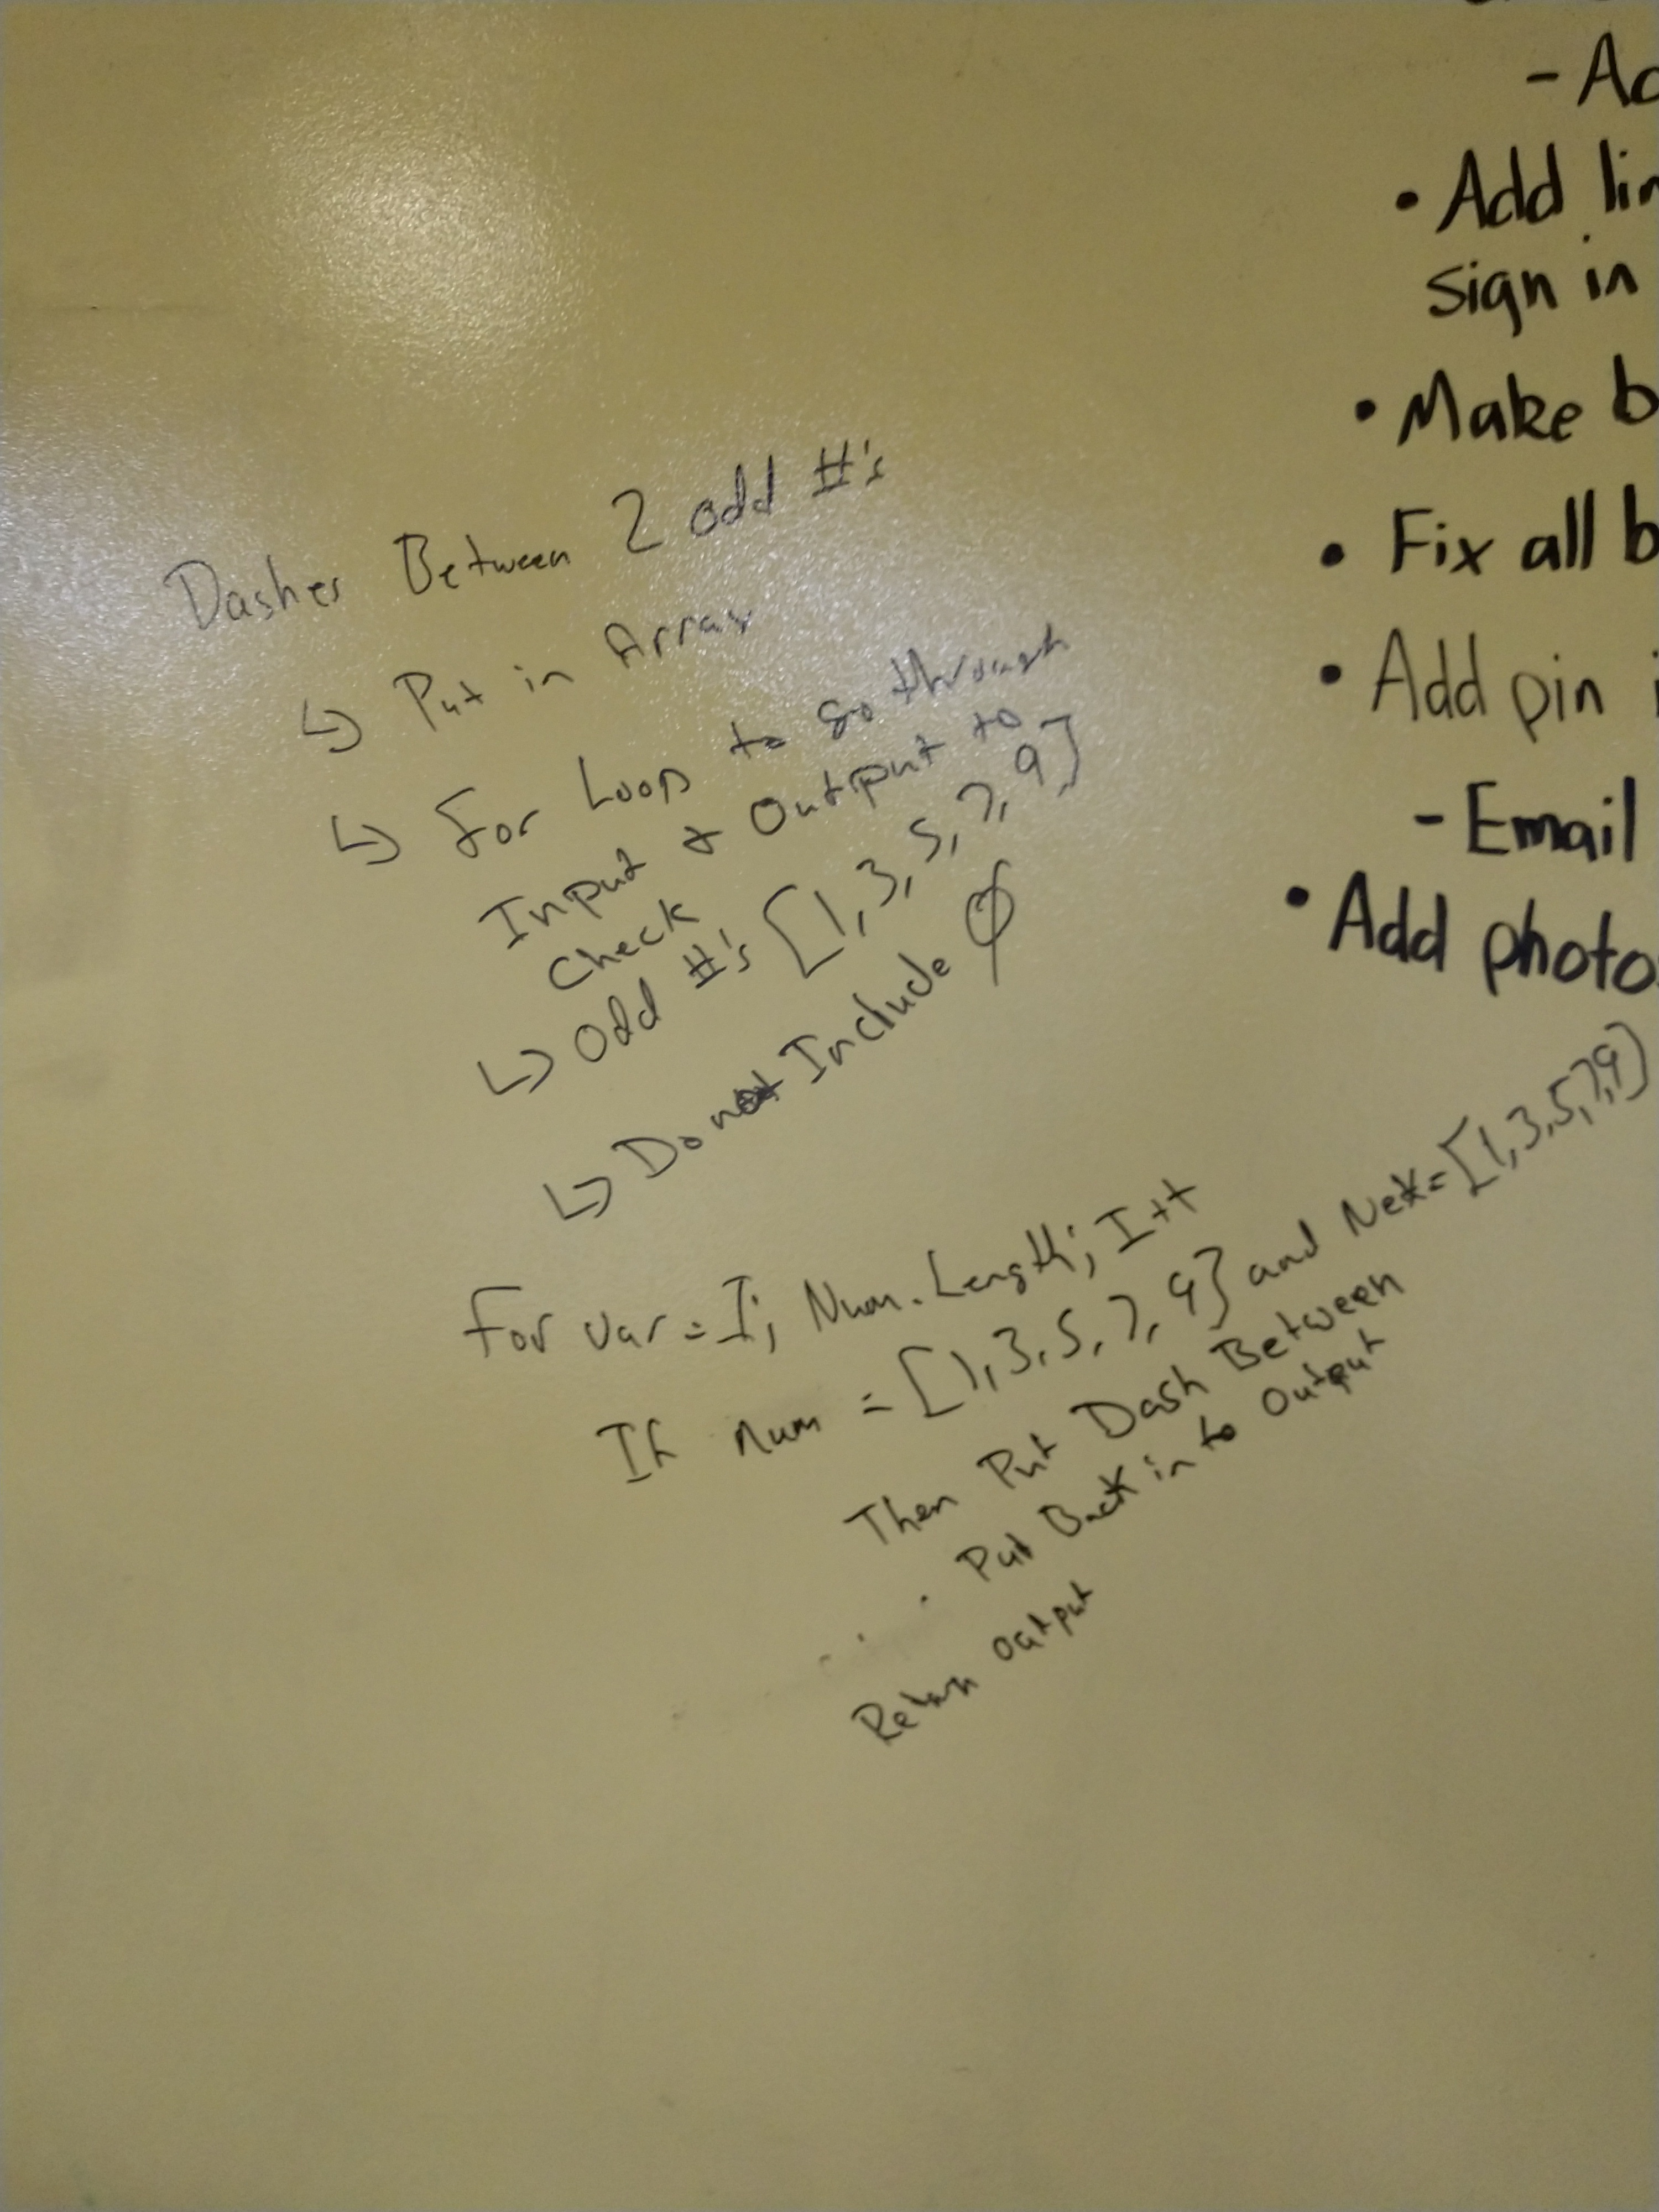 Dashes Between 2 odd #'s
↳ Put in Array
↳ For Loop to go through
Input & Output to
Check
↳ Odd #'s [1, 3, 5, 7, 9]
↳ Do not Include ∅
For var = I; Num.Length; I++
If num = [1, 3, 5, 7, 9] and Next = [1, 3, 5, 7, 9]
Then Put Dash Between
Put Back in to Output
Return output
- Ad
• Add lin
sign in
• Make b
• Fix all b
• Add pin i
- Email
• Add photo